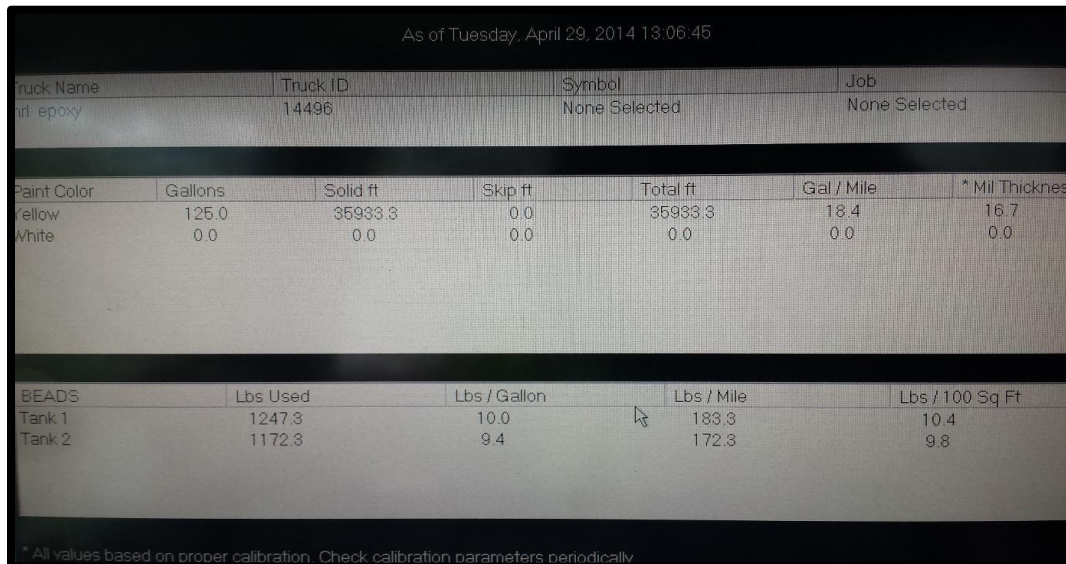 As of Tuesday, April 29, 2014 13:06:45
Name Truck ID Symbol Job
epoxy 14496 None Selected None Selected
Paint Color Gallons Solid ft Skip ft Total ft Gal / Mile * Mil Thicknes
Yellow 125.0 35933.3 0.0 35933.3 18.4 16.7
White 0.0 0.0 0.0 0.0 0.0 0.0
BEADS Lbs Used Lbs / Gallon Lbs / Mile Lbs / 100 Sq Ft
Tank 1 1247.3 10.0 183.3 10.4
Tank 2 1172.3 9.4 172.3 9.8
* All values based on proper calibration. Check calibration parameters periodically